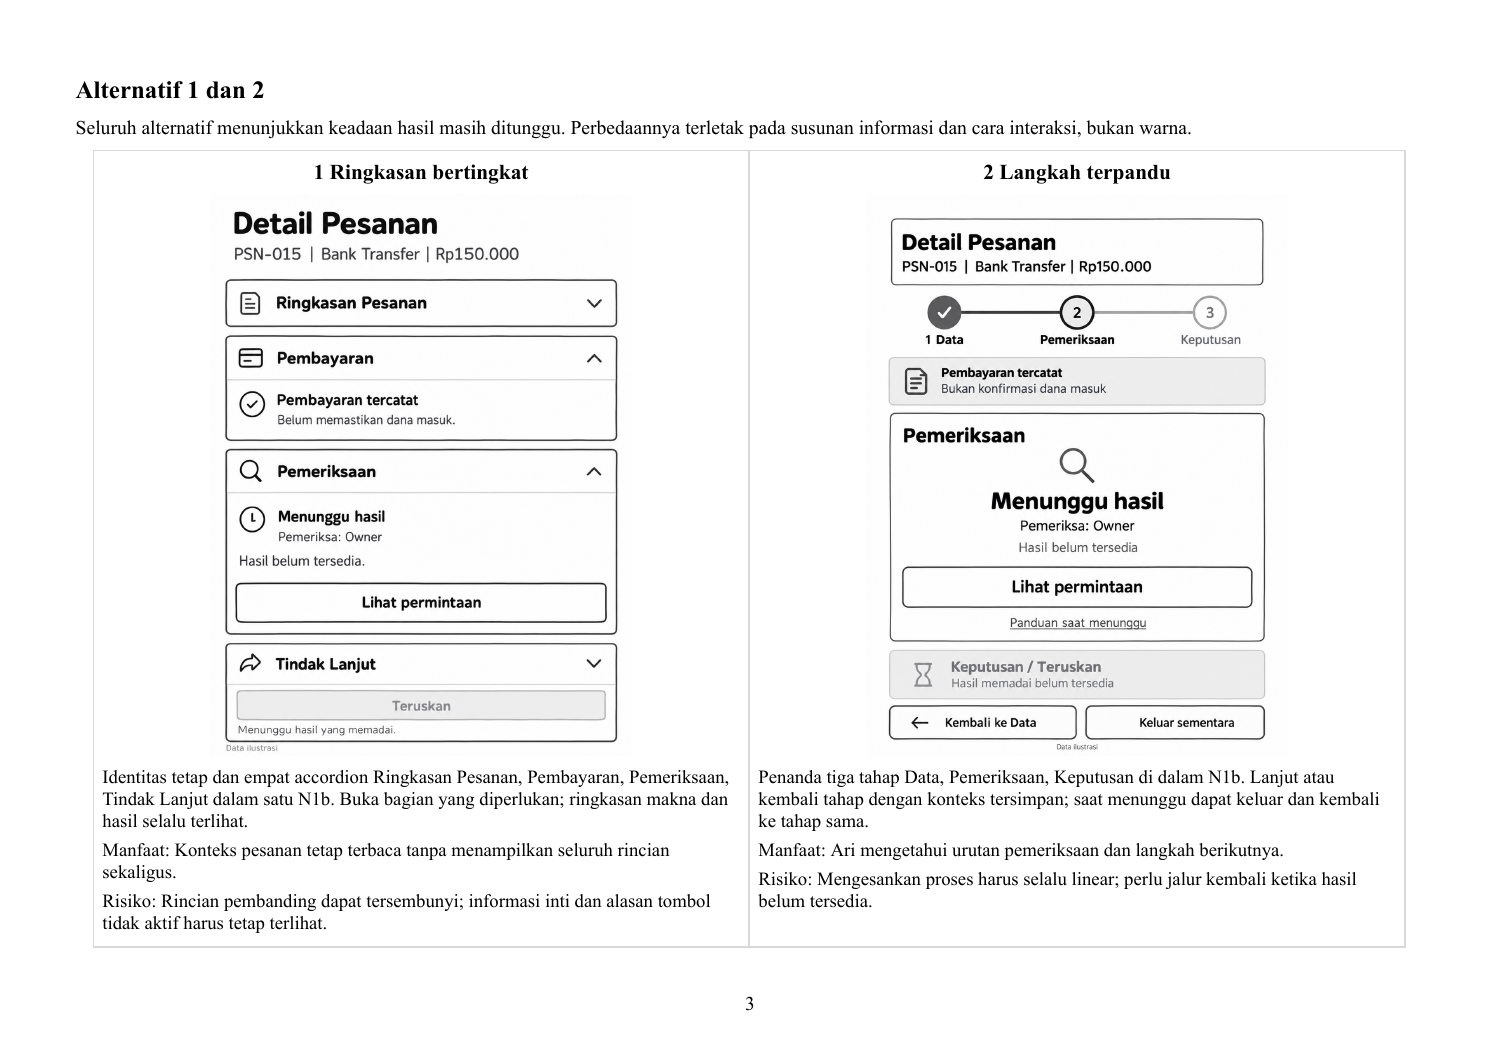 Alternatif 1 dan 2
Seluruh alternatif menunjukkan keadaan hasil masih ditunggu. Perbedaannya terletak pada susunan informasi dan cara interaksi, bukan warna.
1 Ringkasan bertingkat
Detail Pesanan
PSN-015 | Bank Transfer | Rp150.000
Ringkasan Pesanan
Pembayaran
Pembayaran tercatat
Belum memastikan dana masuk.
Pemeriksaan
Menunggu hasil
Pemeriksa: Owner
Hasil belum tersedia.
Lihat permintaan
Tindak Lanjut
Teruskan
Menunggu hasil yang memadai.
Data ilustrasi
Identitas tetap dan empat accordion Ringkasan Pesanan, Pembayaran, Pemeriksaan,
Tindak Lanjut dalam satu N1b. Buka bagian yang diperlukan; ringkasan makna dan
hasil selalu terlihat.
Manfaat: Konteks pesanan tetap terbaca tanpa menampilkan seluruh rincian
sekaligus.
Risiko: Rincian pembanding dapat tersembunyi; informasi inti dan alasan tombol
tidak aktif harus tetap terlihat.
2 Langkah terpandu
Detail Pesanan
PSN-015 | Bank Transfer | Rp150.000
2 3
1 Data Pemeriksaan Keputusan
Pembayaran tercatat
Bukan konfirmasi dana masuk
Pemeriksaan
Menunggu hasil
Pemeriksa: Owner
Hasil belum tersedia
Lihat permintaan
Panduan saat menunggu
Keputusan / Teruskan
Hasil memadai belum tersedia
Kembali ke Data Keluar sementara
Data ilustrasi
Penanda tiga tahap Data, Pemeriksaan, Keputusan di dalam N1b. Lanjut atau
kembali tahap dengan konteks tersimpan; saat menunggu dapat keluar dan kembali
ke tahap sama.
Manfaat: Ari mengetahui urutan pemeriksaan dan langkah berikutnya.
Risiko: Mengesankan proses harus selalu linear; perlu jalur kembali ketika hasil
belum tersedia.
3